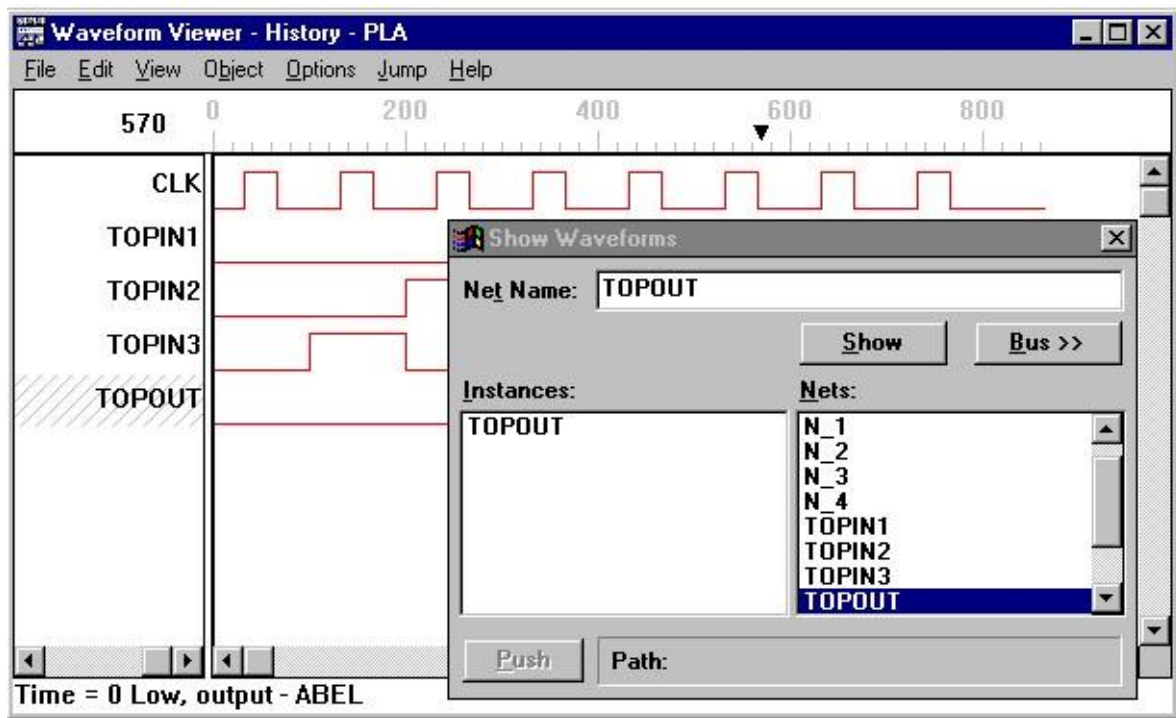 Waveform Viewer - History - PLA
File Edit View Object Options Jump Help
570
0 200 400 600 800
CLK
TOPIN1
TOPIN2
TOPIN3
TOPOUT
Show Waveforms
Net Name: TOPOUT
Show Bus >>
Instances: Nets:
TOPOUT
N_1
N_2
N_3
N_4
TOPIN1
TOPIN2
TOPIN3
TOPOUT
Push Path:
Time = 0 Low, output - ABEL